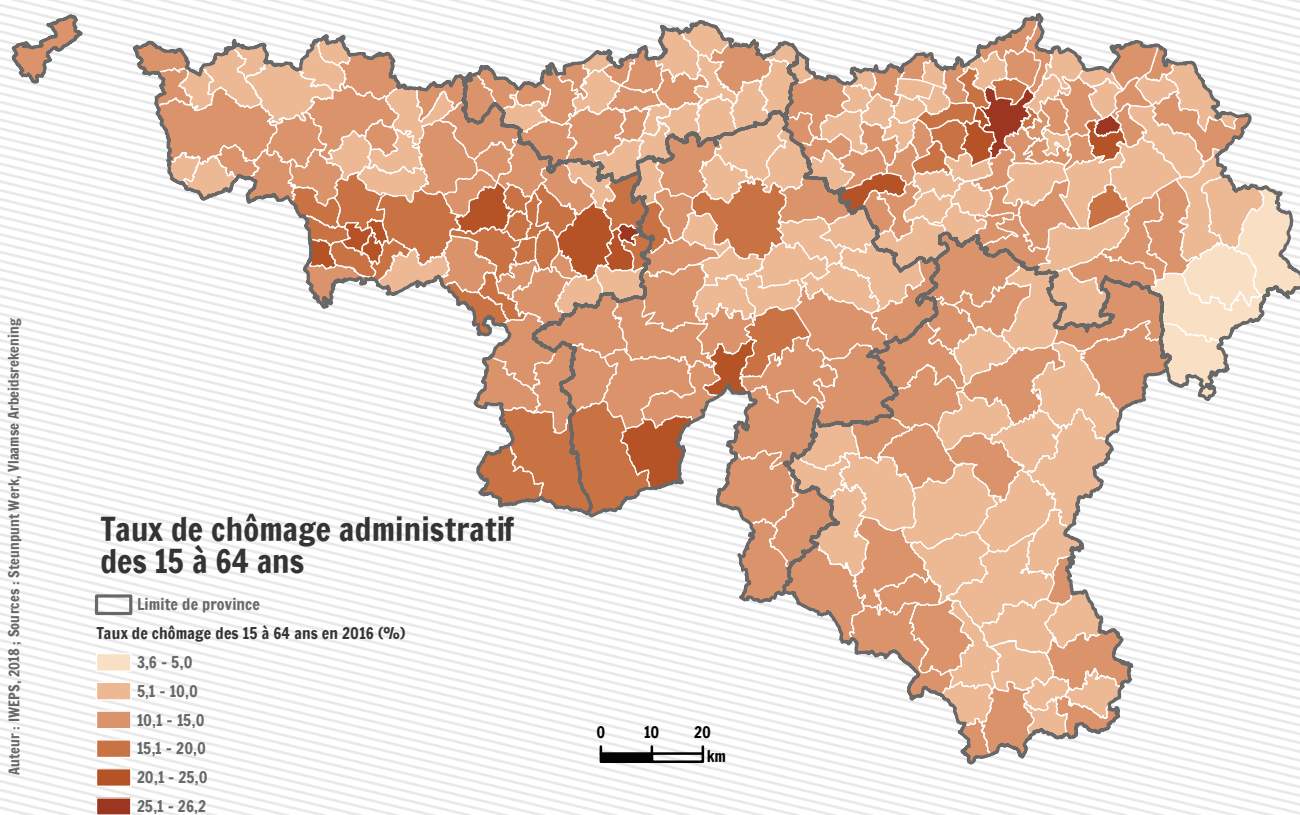 Taux de chômage administratif
des 15 à 64 ans
Limite de province
Taux de chômage des 15 à 64 ans en 2016 (%)
3,6 - 5,0
5,1 - 10,0
10,1 - 15,0
15,1 - 20,0
20,1 - 25,0
25,1 - 26,2
0 10 20
km
Auteur : IWEPS, 2018 ; Sources : Steunpunt Werk, Vlaamse Arbeidsrekening